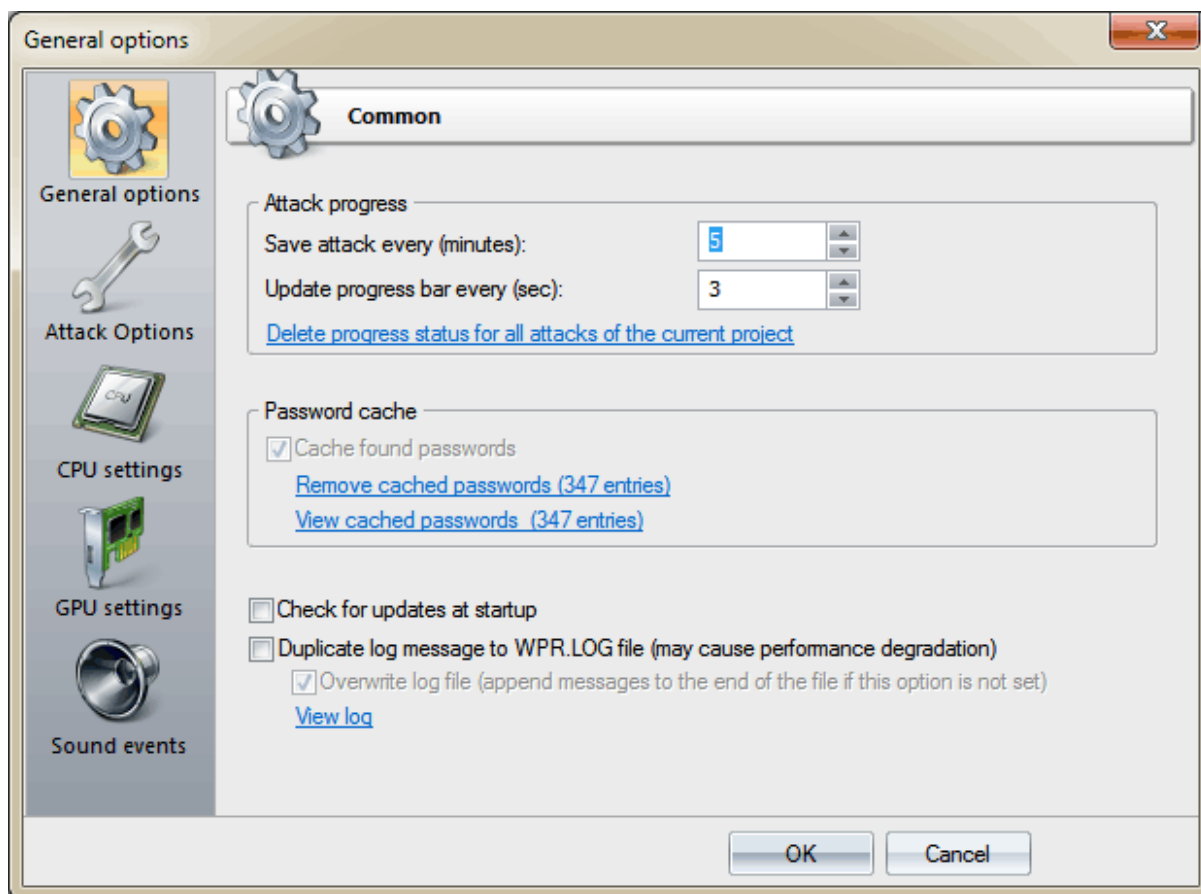 General options
General options
Attack Options
CPU
CPU settings
GPU settings
Sound events
Common
Attack progress
Save attack every (minutes): 5
Update progress bar every (sec): 3
Delete progress status for all attacks of the current project
Password cache
Cache found passwords
Remove cached passwords (347 entries)
View cached passwords  (347 entries)
Check for updates at startup
Duplicate log message to WPR.LOG file (may cause performance degradation)
Overwrite log file (append messages to the end of the file if this option is not set)
View log
OK Cancel